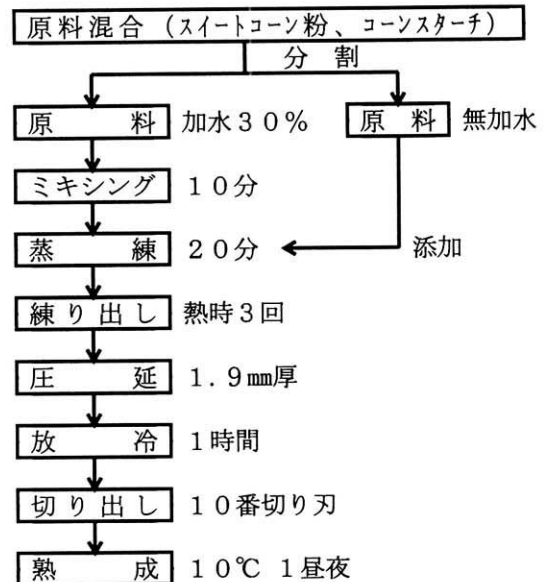 原料混合（スイートコーン粉、コーンスターチ）
分割
原料 加水３０％ 原料 無加水
ミキシング １０分
蒸練 ２０分 添加
練り出し 熱時３回
圧延 １.９㎜厚
放冷 １時間
切り出し １０番切り刃
熟成 １０℃ １昼夜